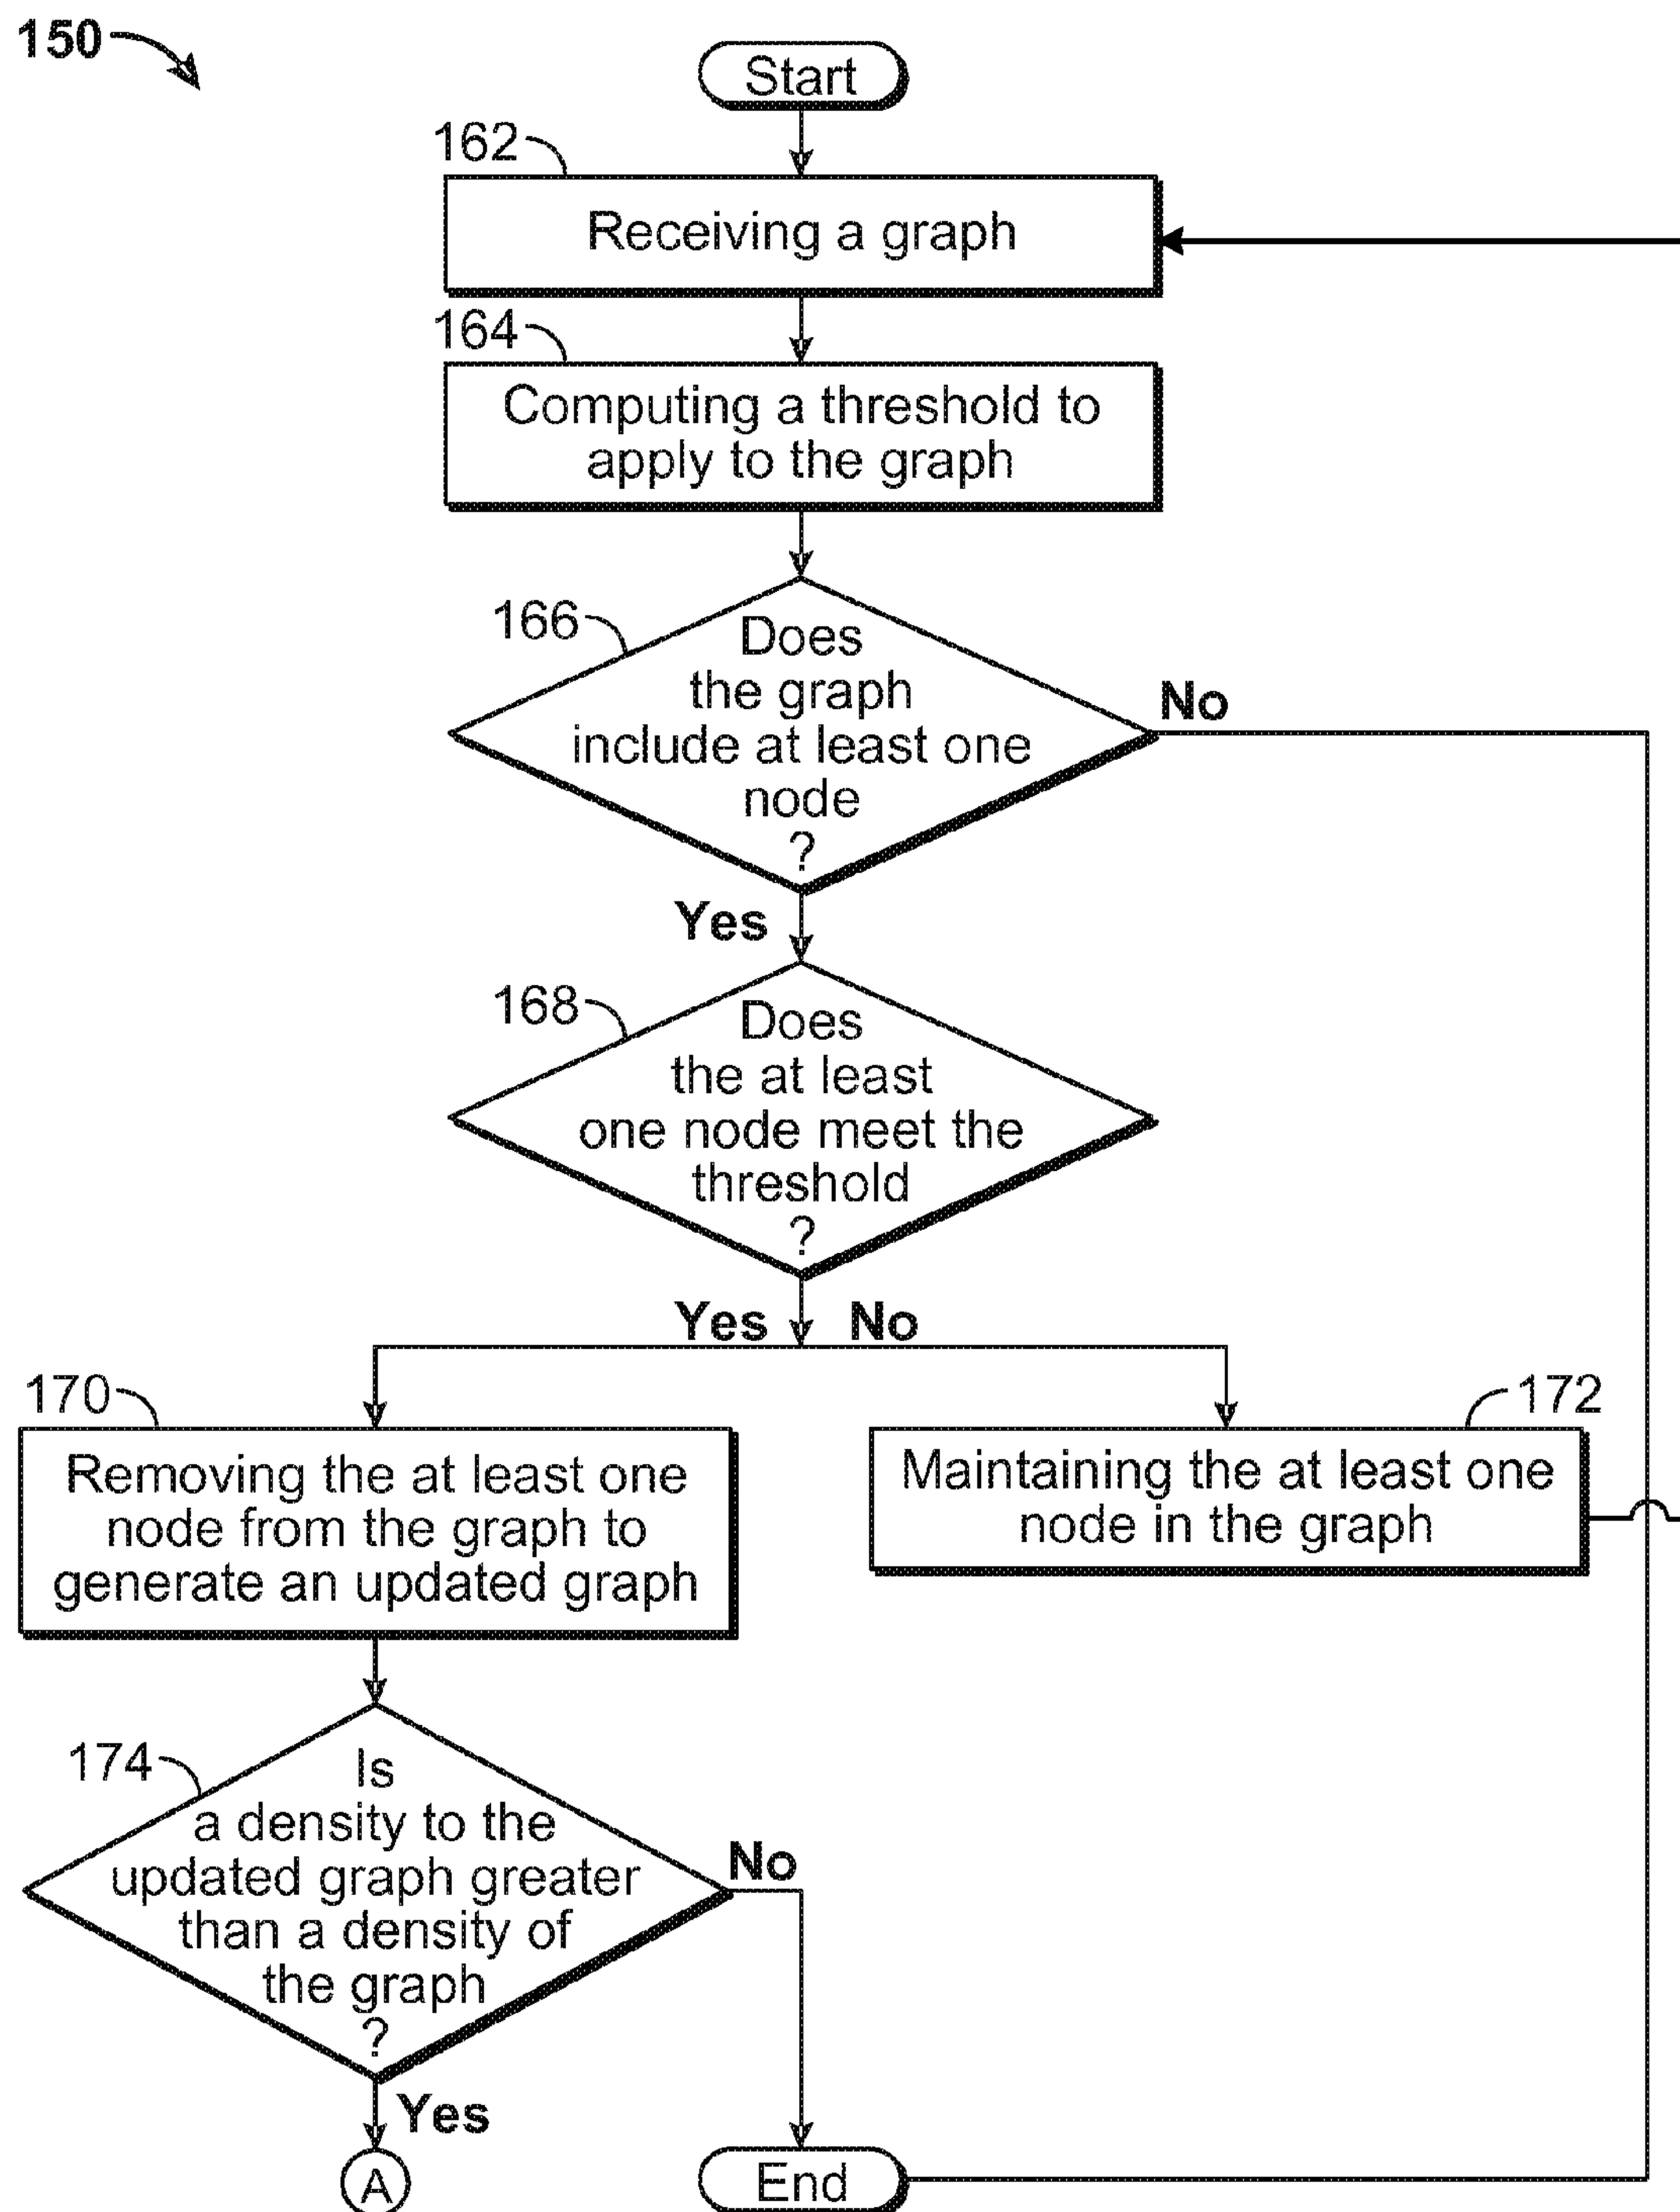 150
Start
162
Receiving a graph
164
Computing a threshold to
apply to the graph
166
Does
the graph
include at least one
node
?
No
Yes
168
Does
the at least
one node meet the
threshold
?
Yes
No
170
Removing the at least one
node from the graph to
generate an updated graph
172
Maintaining the at least one
node in the graph
174
Is
a density to the
updated graph greater
than a density of
the graph
?
No
Yes
A
End